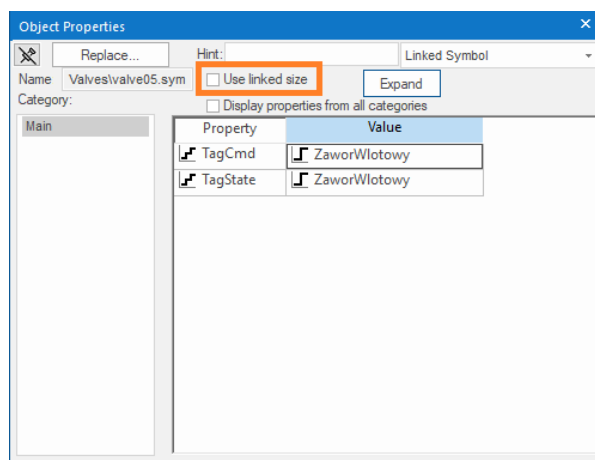 Object Properties
Replace... Hint: Linked Symbol
Name Valves\valve05.sym Use linked size Expand
Category: Display properties from all categories
Main Property Value
TagCmd ZaworWlotowy
TagState ZaworWlotowy